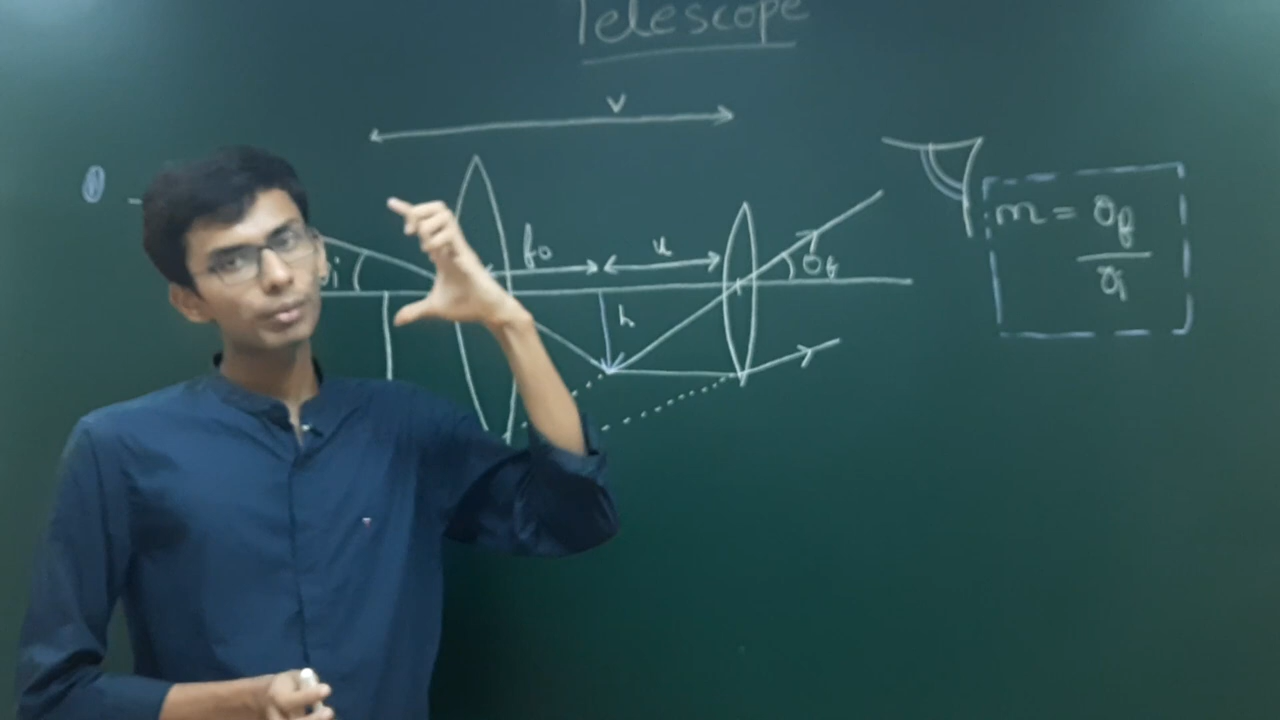 Telescope
v
fo
u
θi
h
θf
m = θf
θi